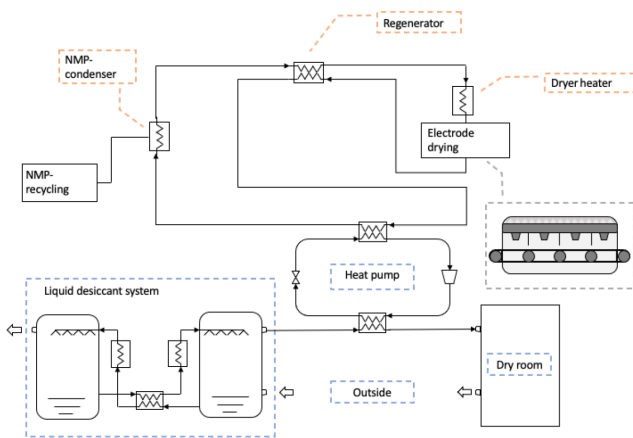 Regenerator
NMP-
condenser
Dryer heater
Electrode
drying
NMP-
recycling
Heat pump
Liquid desiccant system
Dry room
Outside